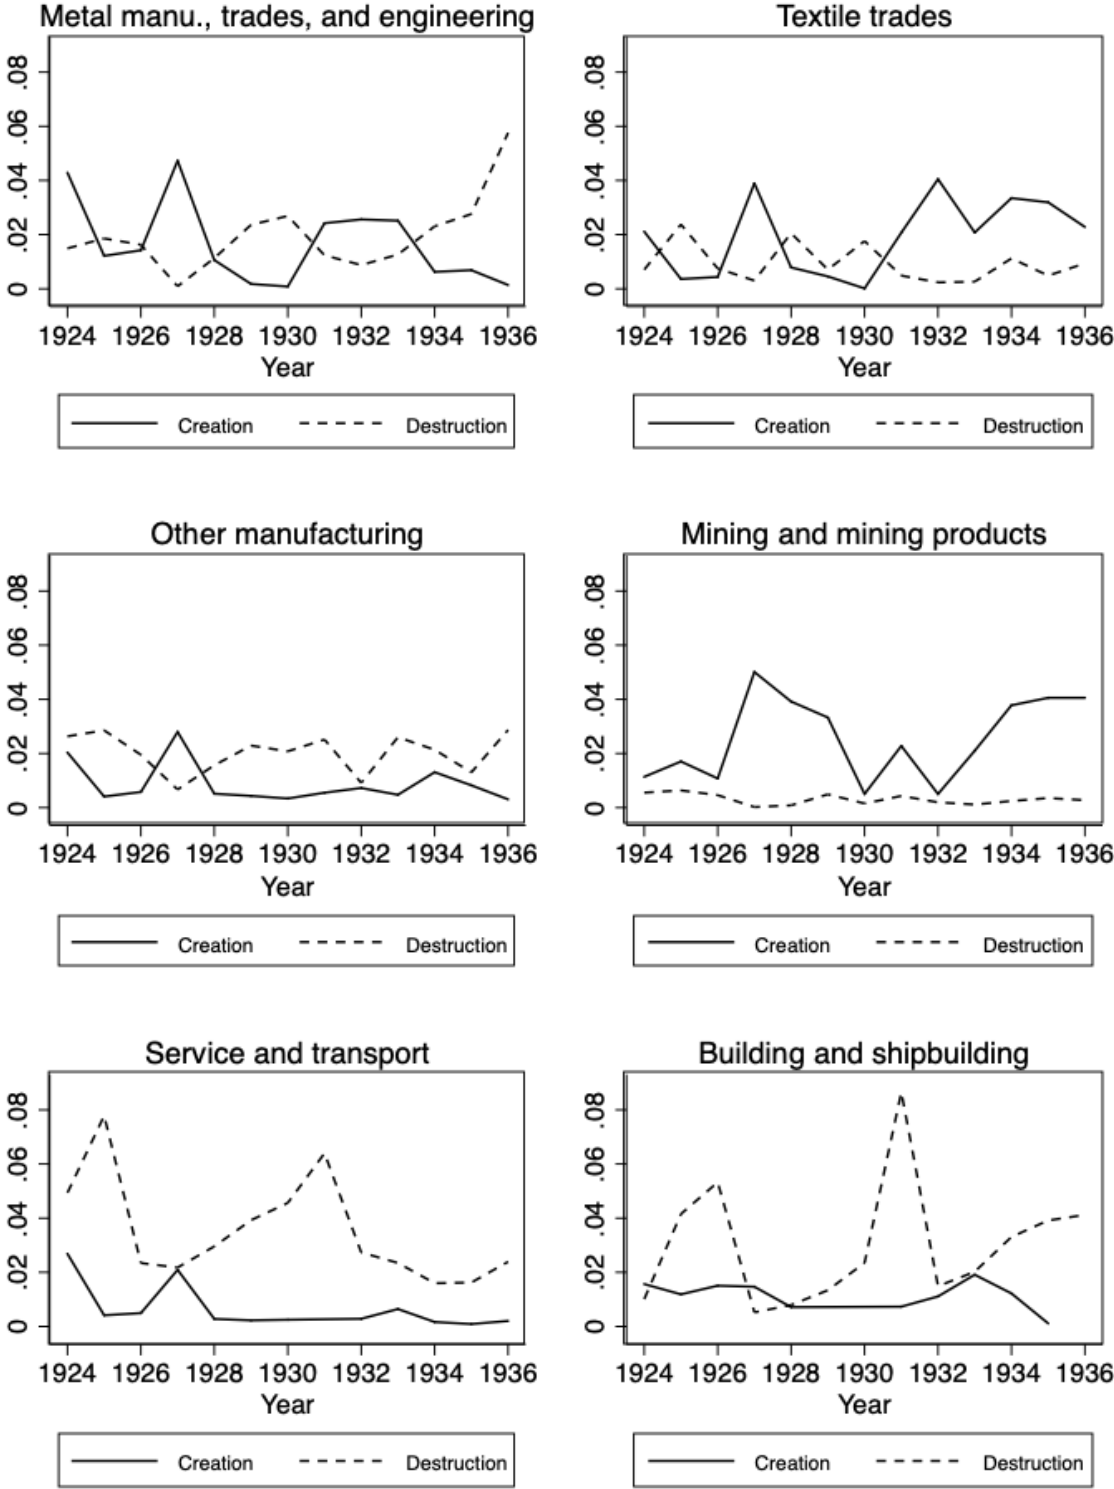 Metal manu., trades, and engineering
.08
.06
.04
.02
0
1924 1926 1928 1930 1932 1934 1936
Year
Creation Destruction
Textile trades
.08
.06
.04
.02
0
1924 1926 1928 1930 1932 1934 1936
Year
Creation Destruction
Other manufacturing
.08
.06
.04
.02
0
1924 1926 1928 1930 1932 1934 1936
Year
Creation Destruction
Mining and mining products
.08
.06
.04
.02
0
1924 1926 1928 1930 1932 1934 1936
Year
Creation Destruction
Service and transport
.08
.06
.04
.02
0
1924 1926 1928 1930 1932 1934 1936
Year
Creation Destruction
Building and shipbuilding
.08
.06
.04
.02
0
1924 1926 1928 1930 1932 1934 1936
Year
Creation Destruction